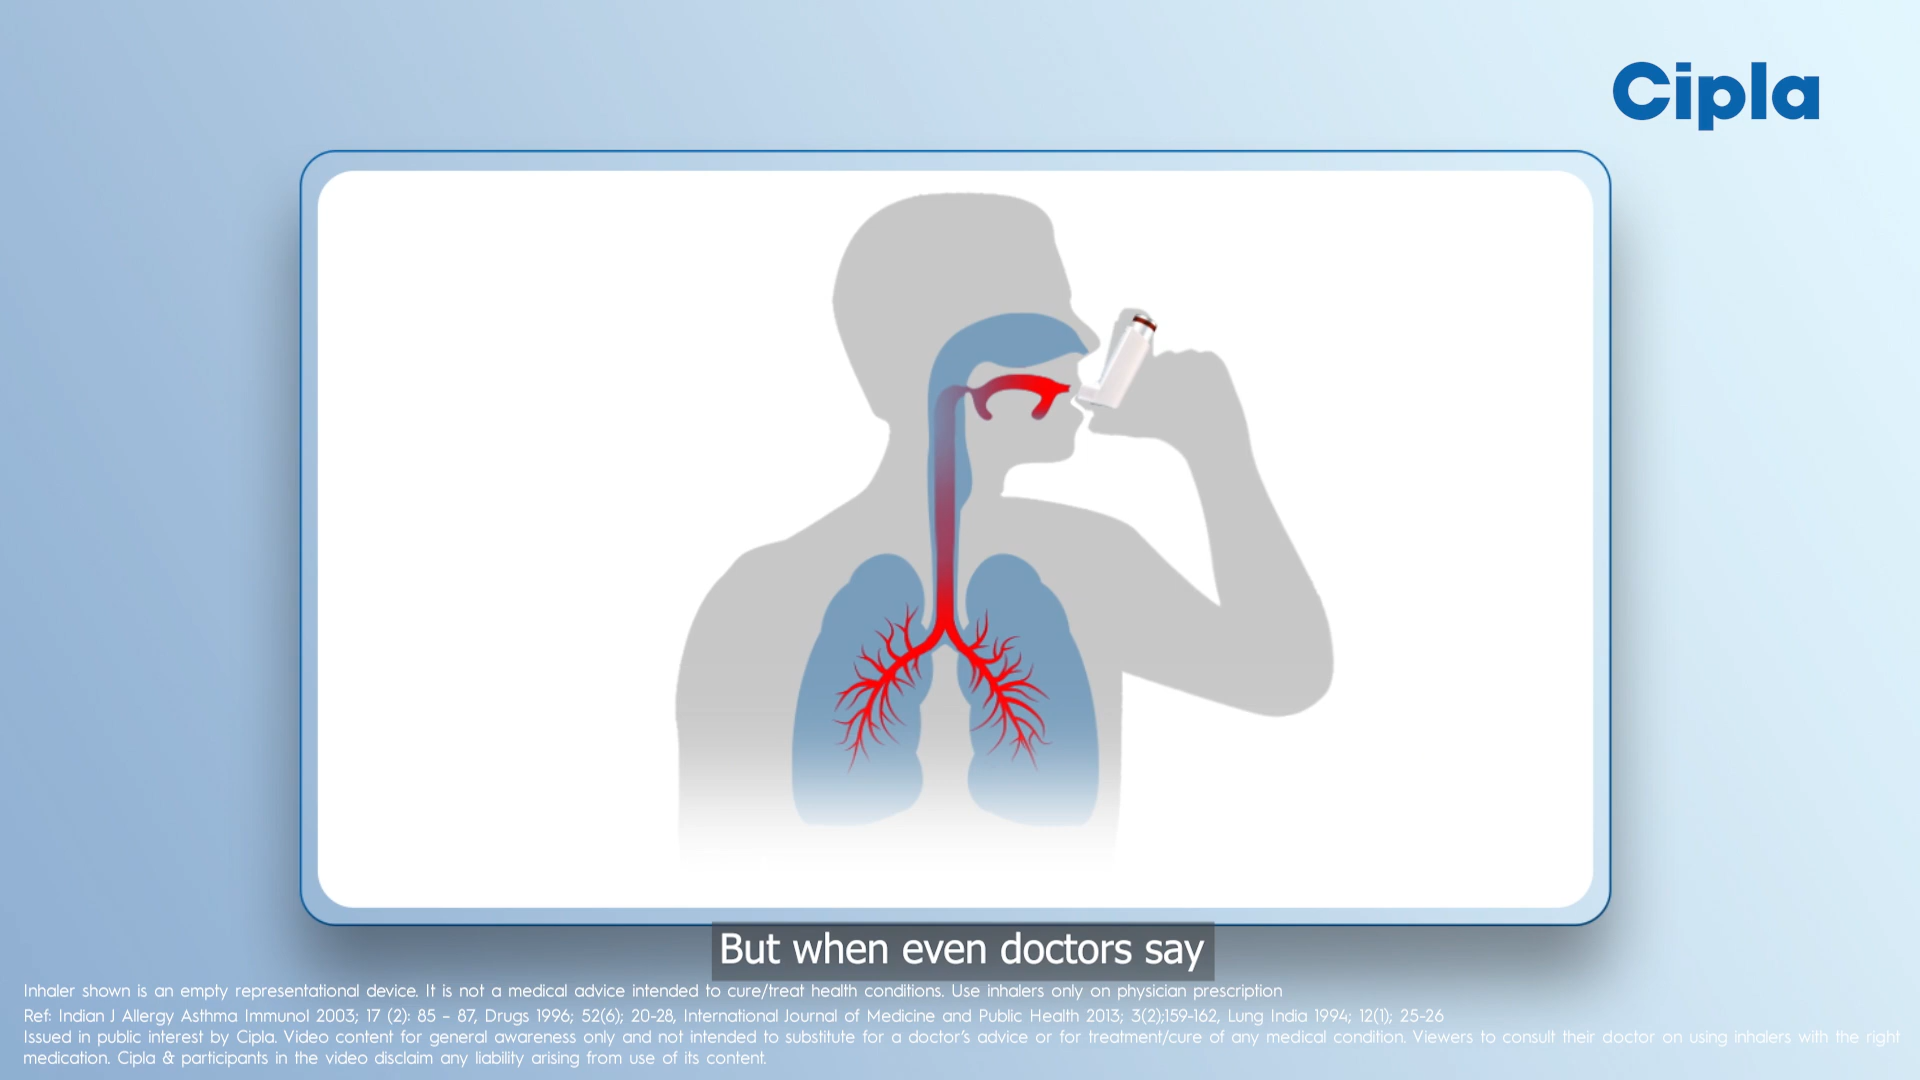 Cipla
But when even doctors say
Inhaler shown is an empty representational device. It is not a medical advice intended to cure/treat health conditions. Use inhalers only on physician prescription
Ref: Indian J Allergy Asthma Immunol 2003; 17 (2): 85 - 87, Drugs 1996; 52(6); 20-28, International Journal of Medicine and Public Health 2013; 3(2);159-162, Lung India 1994; 12(1); 25-26
Issued in public interest by Cipla. Video content for general awareness only and not intended to substitute for a doctor's advice or for treatment/cure of any medical condition. Viewers to consult their doctor on using inhalers with the right
medication. Cipla & participants in the video disclaim any liability arising from use of its content.